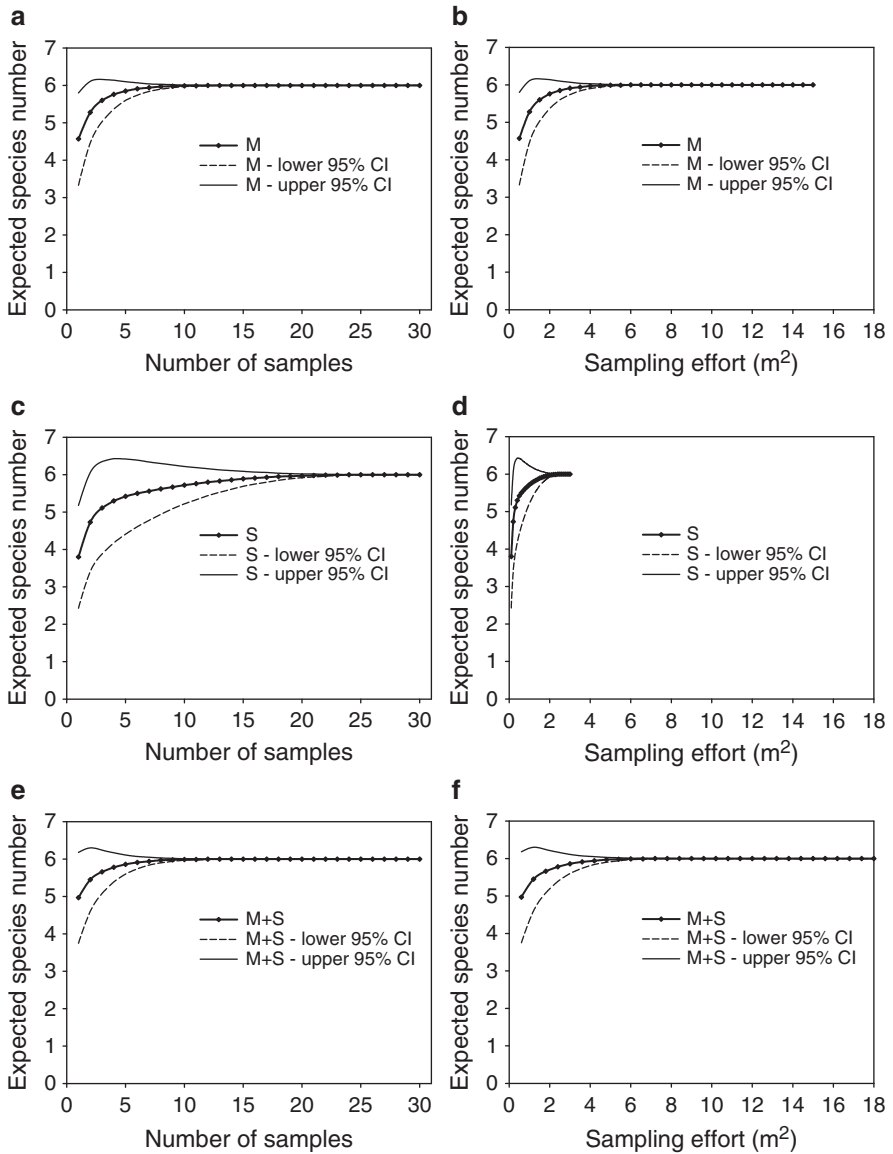 a
Expected species number
7
6
5
4
3
2
1
0
M
M - lower 95% CI
M - upper 95% CI
0 5 10 15 20 25 30
Number of samples
b
Expected species number
7
6
5
4
3
2
1
0
M
M - lower 95% CI
M - upper 95% CI
0 2 4 6 8 10 12 14 16 18
Sampling effort (m²)
c
Expected species number
7
6
5
4
3
2
1
0
S
S - lower 95% CI
S - upper 95% CI
0 5 10 15 20 25 30
Number of samples
d
Expected species number
7
6
5
4
3
2
1
0
S
S - lower 95% CI
S - upper 95% CI
0 2 4 6 8 10 12 14 16 18
Sampling effort (m²)
e
Expected species number
7
6
5
4
3
2
1
0
M+S
M+S - lower 95% CI
M+S - upper 95% CI
0 5 10 15 20 25 30
Number of samples
f
Expected species number
7
6
5
4
3
2
1
0
M+S
M+S - lower 95% CI
M+S - upper 95% CI
0 2 4 6 8 10 12 14 16 18
Sampling effort (m²)